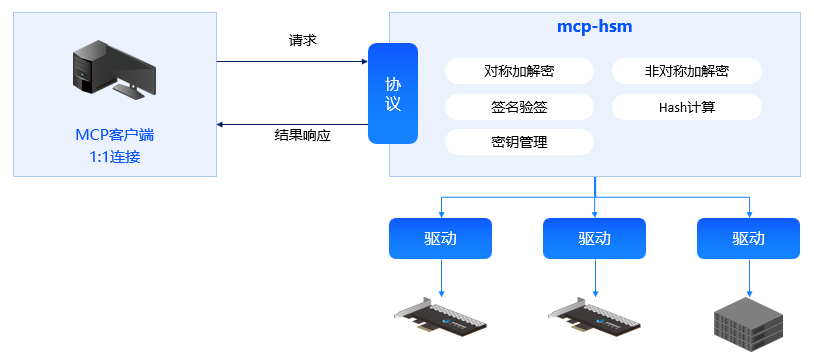 MCP客户端
1:1连接
请求
结果响应
协议
mcp-hsm
对称加解密
非对称加解密
签名验签
Hash计算
密钥管理
驱动
驱动
驱动